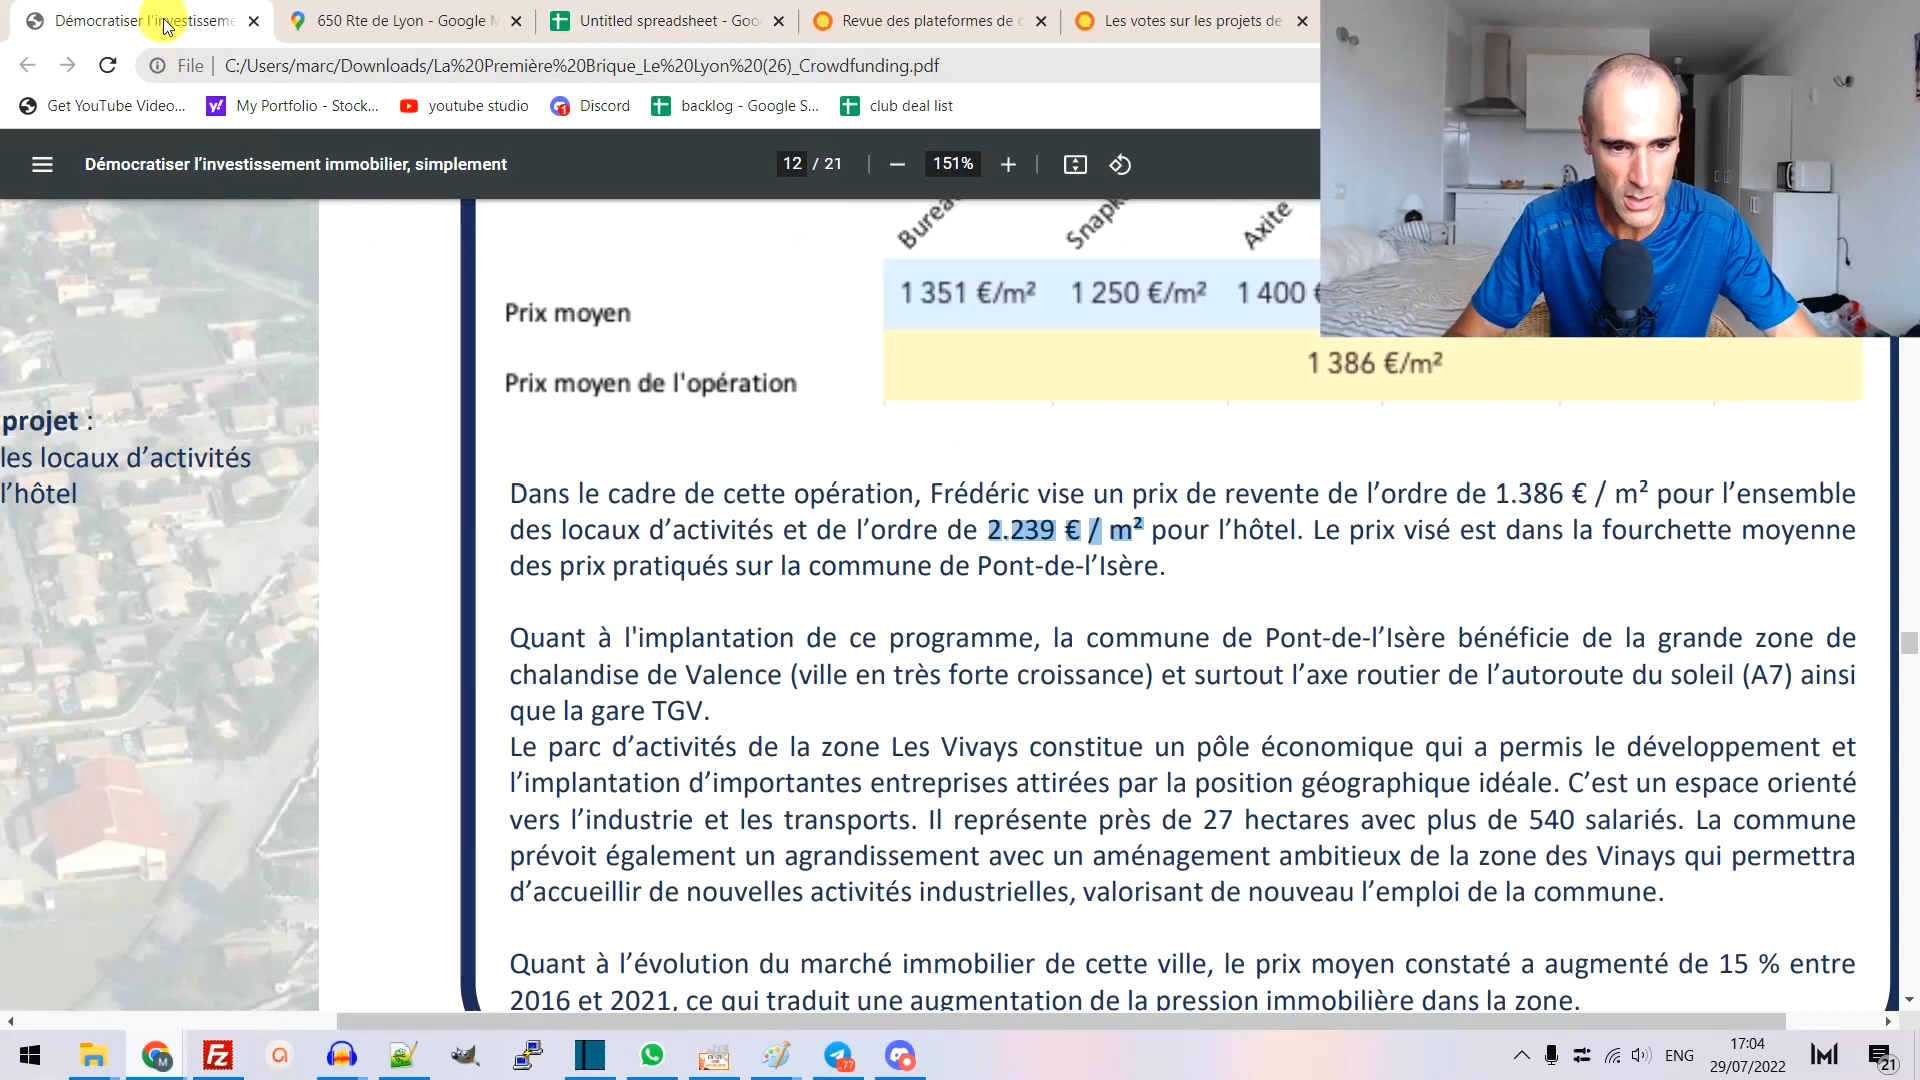 Démocratiser l'investisseme
650 Rte de Lyon - Google M
Untitled spreadsheet - Goo
Revue des plateformes de c
Les votes sur les projets de
File
C:/Users/marc/Downloads/La%20Première%20Brique_Le%20Lyon%20(26)_Crowdfunding.pdf
Get YouTube Video...
My Portfolio - Stock...
youtube studio
Discord
backlog - Google S...
club deal list
Démocratiser l'investissement immobilier, simplement
12 / 21
151%
Axite
Prix moyen
1 351 €/m²
1 250 €/m²
1 400
Prix moyen de l'opération
1 386 €/m²
projet :
les locaux d'activités
l'hôtel
Dans le cadre de cette opération, Frédéric vise un prix de revente de l'ordre de 1.386 € / m² pour l'ensemble
des locaux d'activités et de l'ordre de 2.239 € / m² pour l'hôtel. Le prix visé est dans la fourchette moyenne
des prix pratiqués sur la commune de Pont-de-l'Isère.
Quant à l'implantation de ce programme, la commune de Pont-de-l'Isère bénéficie de la grande zone de
chalandise de Valence (ville en très forte croissance) et surtout l'axe routier de l'autoroute du soleil (A7) ainsi
que la gare TGV.
Le parc d'activités de la zone Les Vivays constitue un pôle économique qui a permis le développement et
l'implantation d'importantes entreprises attirées par la position géographique idéale. C'est un espace orienté
vers l'industrie et les transports. Il représente près de 27 hectares avec plus de 540 salariés. La commune
prévoit également un agrandissement avec un aménagement ambitieux de la zone des Vinays qui permettra
d'accueillir de nouvelles activités industrielles, valorisant de nouveau l'emploi de la commune.
Quant à l'évolution du marché immobilier de cette ville, le prix moyen constaté a augmenté de 15 % entre
2016 et 2021, ce qui traduit une augmentation de la pression immobilière dans la zone.
ENG
17:04
29/07/2022
21